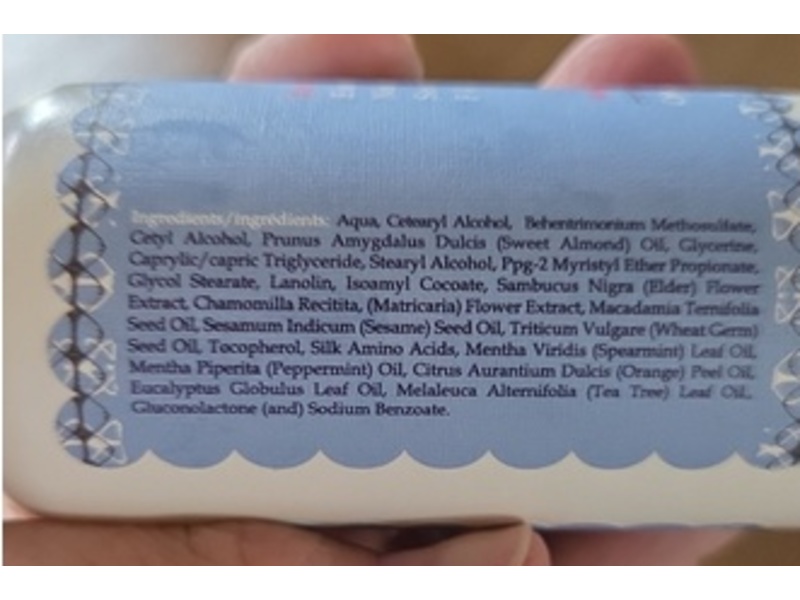 Ingredients/ingrédients: Aqua, Cetearyl Alcohol, Behentrimonium Methosulfate,
Cetyl Alcohol, Prunus Amygdalus Dulcis (Sweet Almond) Oil, Glycerine,
Caprylic/capric Triglyceride, Stearyl Alcohol, Ppg-2 Myristyl Ether Propionate,
Glycol Stearate, Lanolin, Isoamyl Cocoate, Sambucus Nigra (Elder) Flower
Extract, Chamomilla Recitita, (Matricaria) Flower Extract, Macadamia Ternifolia
Seed Oil, Sesamum Indicum (Sesame) Seed Oil, Triticum Vulgare (Wheat Germ)
Seed Oil, Tocopherol, Silk Amino Acids, Mentha Viridis (Spearmint) Leaf Oil,
Mentha Piperita (Peppermint) Oil, Citrus Aurantium Dulcis (Orange) Peel Oil,
Eucalyptus Globulus Leaf Oil, Melaleuca Alternifolia (Tea Tree) Leaf Oil,
Gluconolactone (and) Sodium Benzoate.